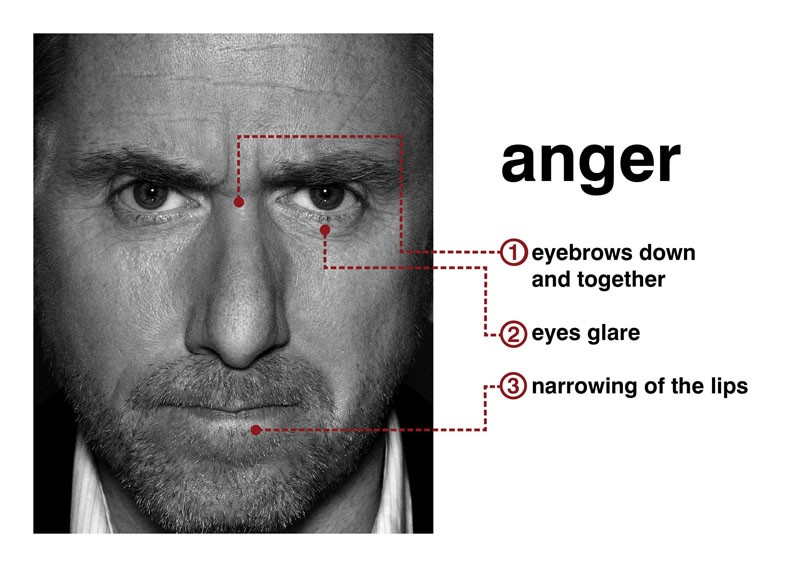 anger
1 eyebrows down
and together
2 eyes glare
3 narrowing of the lips